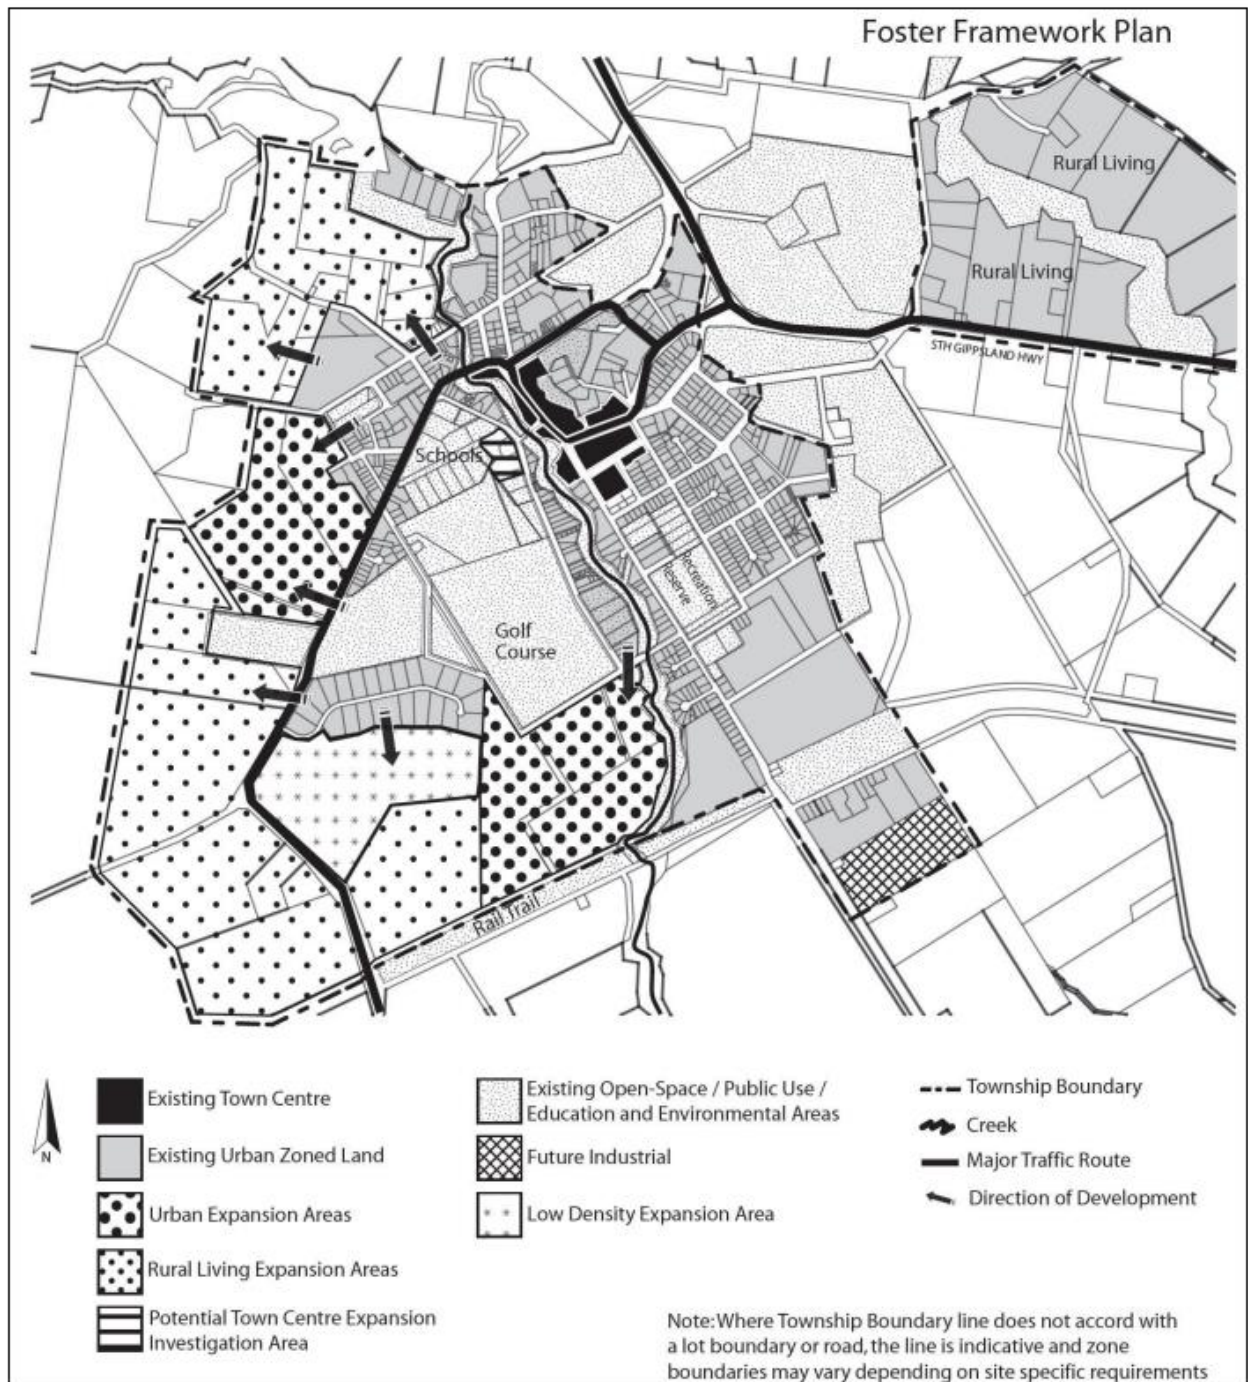 Foster Framework Plan
Rural Living
Rural Living
STH GIPPSLAND HWY
Schools
Recreation
Reserve
Golf
Course
Rail Trail
N
Existing Town Centre
Existing Urban Zoned Land
Urban Expansion Areas
Rural Living Expansion Areas
Potential Town Centre Expansion
Investigation Area
Existing Open-Space / Public Use /
Education and Environmental Areas
Future Industrial
Low Density Expansion Area
Township Boundary
Creek
Major Traffic Route
Direction of Development
Note: Where Township Boundary line does not accord with
a lot boundary or road, the line is indicative and zone
boundaries may vary depending on site specific requirements